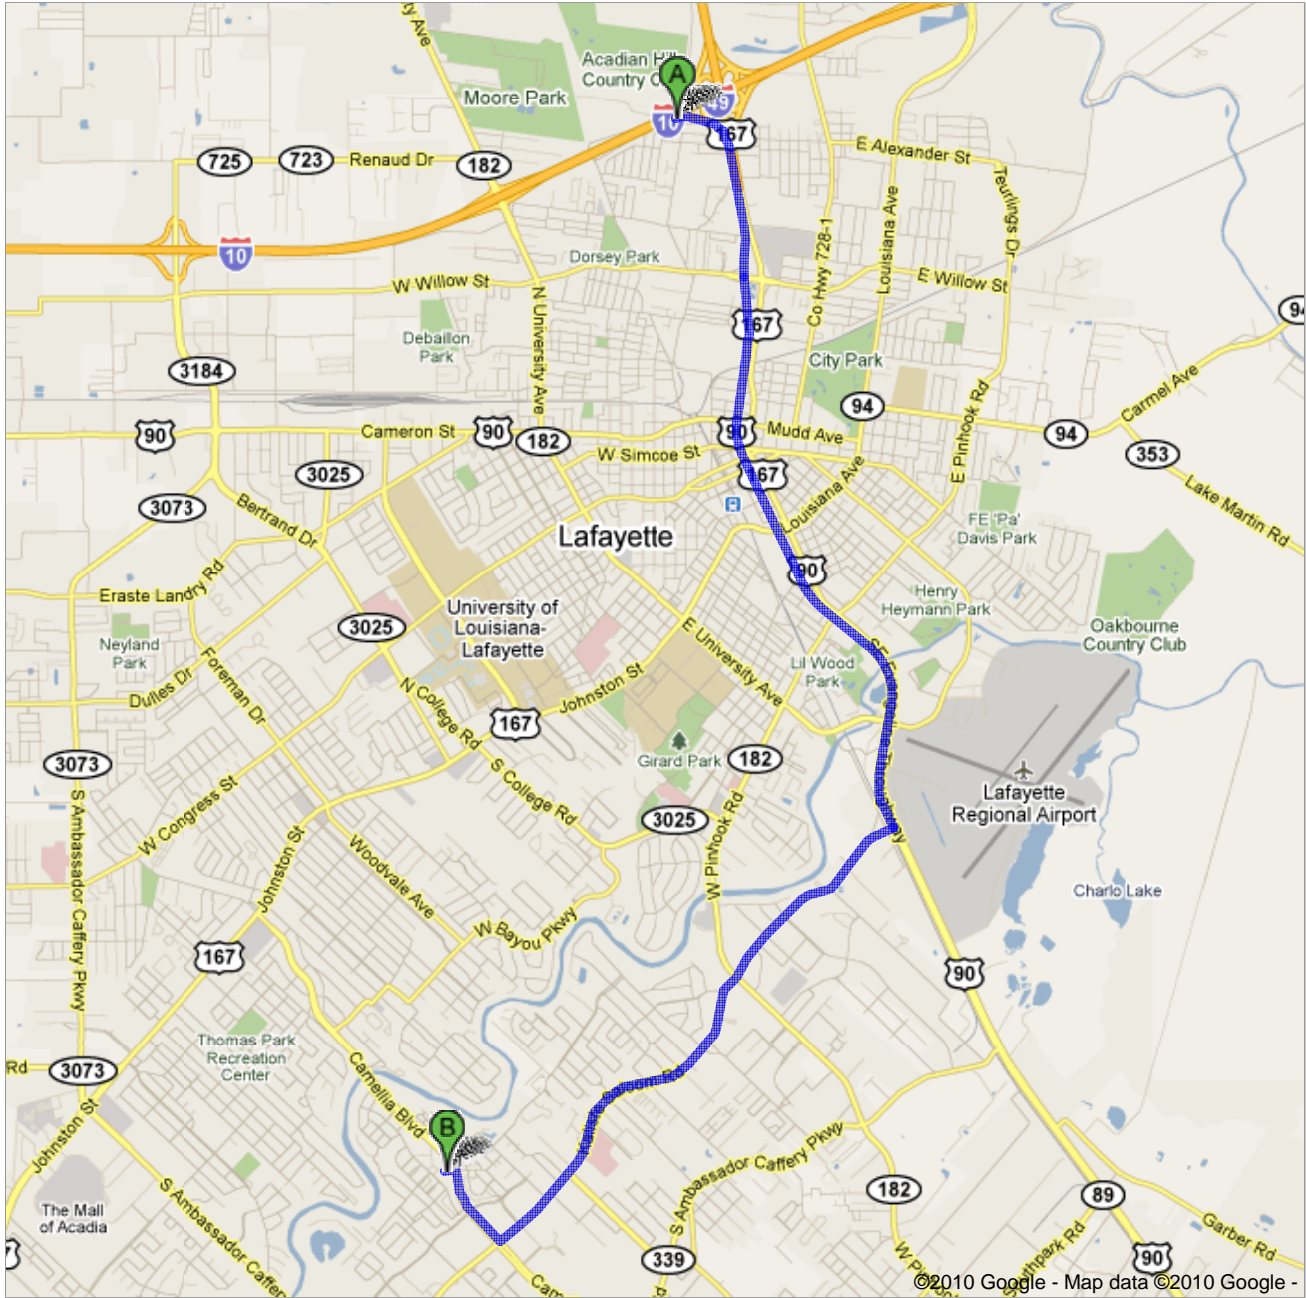 Acadian Hill
Country C
Moore Park
A
10
49
167
E Alexander St
725
723
Renaud Dr
182
Teurlings Dr
Louisiana Ave
Co Hwy 728-1
10
Dorsey Park
W Willow St
E Willow St
N University Ave
Debaillon
Park
167
City Park
94
3184
94
Carmel Ave
E Pinhook Rd
90
Cameron St
90
182
90
Mudd Ave
94
353
W Simcoe St
3025
167
Louisiana Ave
Lake Martin Rd
3073
Bertrand Dr
Lafayette
FE 'Pa'
Davis Park
90
Eraste Landry Rd
University of
Louisiana-
Lafayette
Henry
Heymann Park
Oakbourne
Country Club
3025
Neyland
Park
E University Ave
Lil Wood
Park
Foreman Dr
Dulles Dr
N College Rd
Johnston St
167
Girard Park
182
3073
S College Rd
Lafayette
Regional Airport
S Ambassador Caffery Pkwy
W Congress St
3025
W Pinhook Rd
Johnston St
Woodvale Ave
Charlo Lake
W Bayou Pkwy
167
90
Thomas Park
Recreation
Center
Rd
3073
Camellia Blvd
B
Johnston St
S Ambassador Caffery Pkwy
182
89
The Mall
of Acadia
S Ambassador Caffe
339
Garber Rd
90
W Pin
Cam
©2010 Google - Map data ©2010 Google -